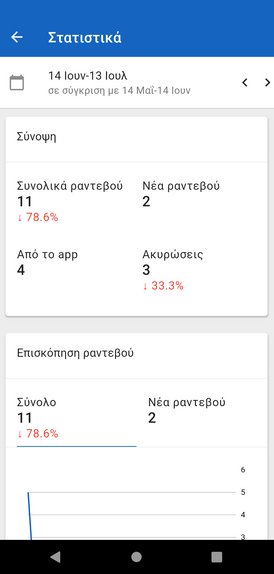 Στατιστικά
14 Ιουν-13 Ιουλ
σε σύγκριση με 14 Μαΐ-14 Ιουν
Σύνοψη
Συνολικά ραντεβού
Νέα ραντεβού
11
2
↓ 78.6%
Από το app
Ακυρώσεις
4
3
↓ 33.3%
Επισκόπηση ραντεβού
Σύνολο
Νέα ραντεβού
11
2
↓ 78.6%
6
5
4
3